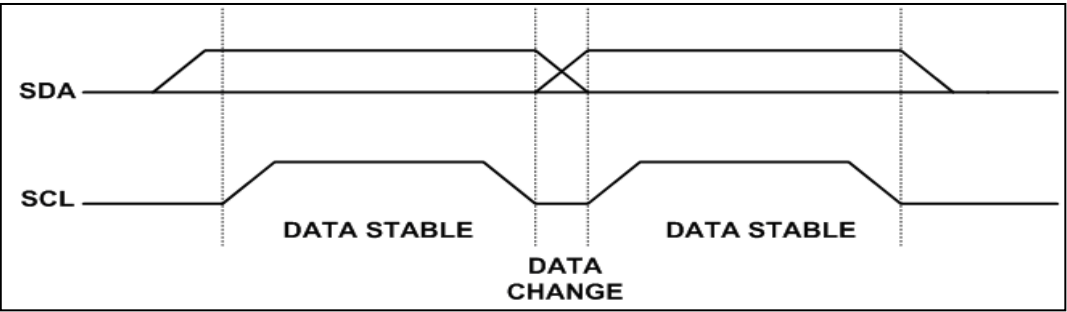 SDA
SCL
DATA STABLE
DATA STABLE
DATA
CHANGE